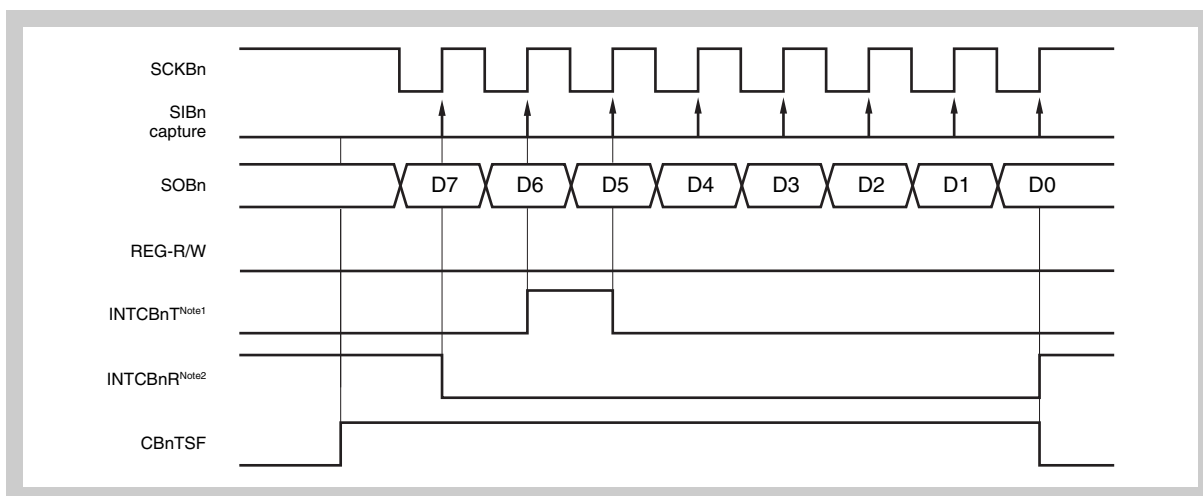 SCKBn
SIBn
capture
SOBn
D7 D6 D5 D4 D3 D2 D1 D0
REG-R/W
INTCBnTNote1
INTCBnRNote2
CBnTSF